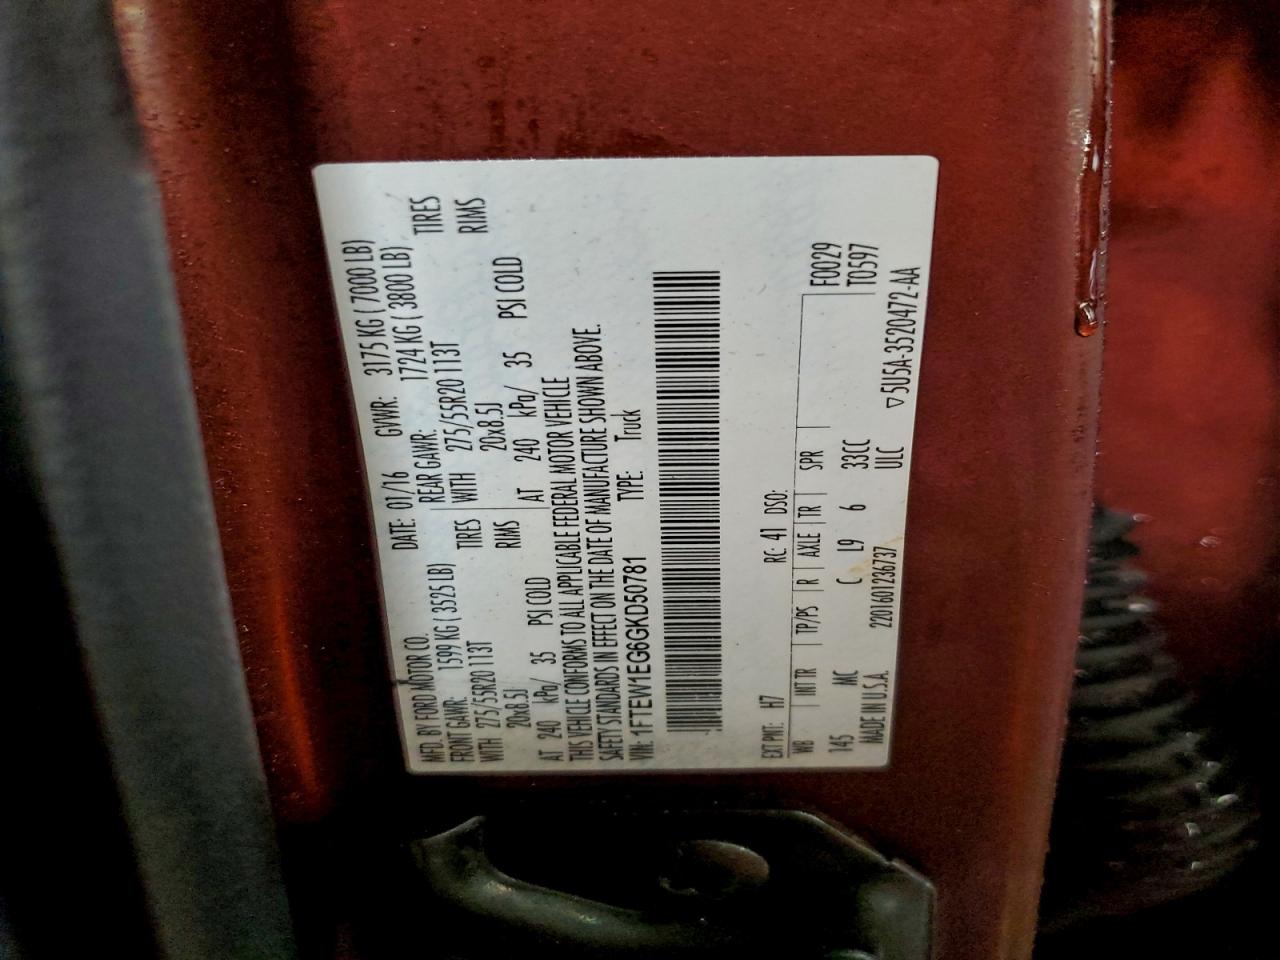 MFD. BY FORD MOTOR CO.
DATE: 01/16 GVWR: 3175 KG ( 7000 LB)
FRONT GAWR: 1599 KG ( 3525 LB) REAR GAWR: 1724 KG ( 3800 LB)
WITH 275/55R20 113T TIRES WITH 275/55R20 113T TIRES
20x8.5J RIMS 20x8.5J RIMS
AT 240 kPa/ 35 PSI COLD AT 240 kPa/ 35 PSI COLD
THIS VEHICLE CONFORMS TO ALL APPLICABLE FEDERAL MOTOR VEHICLE
SAFETY STANDARDS IN EFFECT ON THE DATE OF MANUFACTURE SHOWN ABOVE.
VIN: 1FTEW1EG6GKD50781 TYPE: Truck
EXT PNT: H7 RC: 41 DSO:
WB INT TR TP/PS R AXLE TR SPR F0029
T0597
145 MC C L9 6 33CC
MADE IN U.S.A. 2201601236737 ULC ▽5U5A-3520472-AA